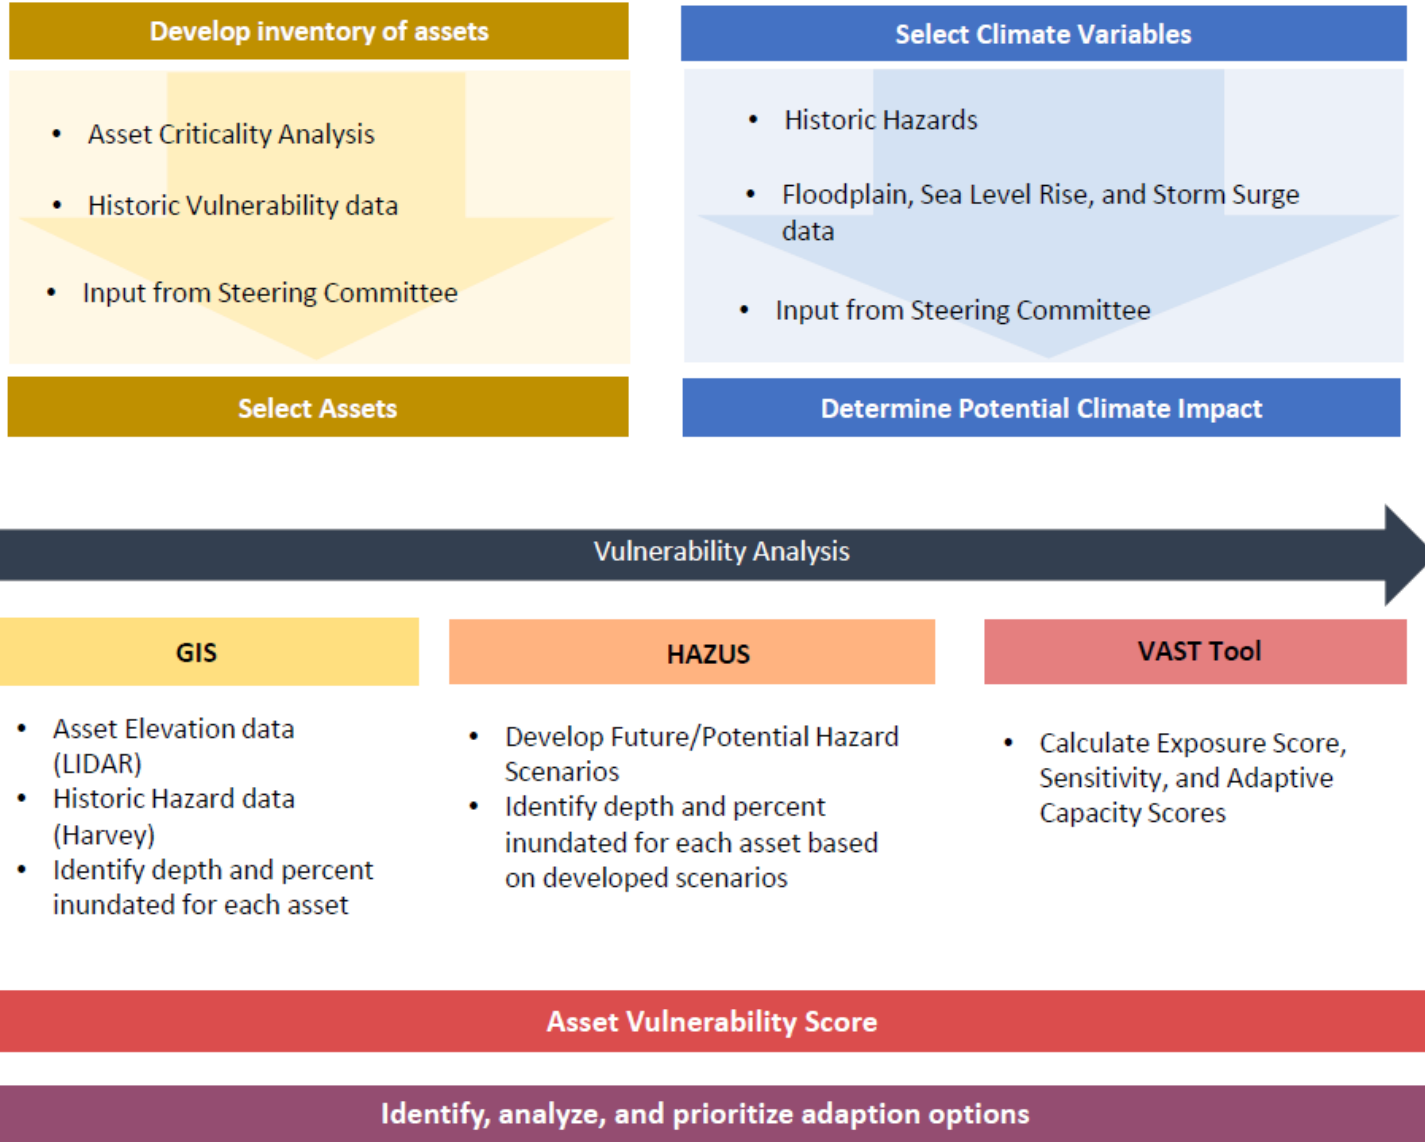 Develop inventory of assets
• Asset Criticality Analysis
• Historic Vulnerability data
• Input from Steering Committee
Select Assets
Select Climate Variables
• Historic Hazards
• Floodplain, Sea Level Rise, and Storm Surge
data
• Input from Steering Committee
Determine Potential Climate Impact
Vulnerability Analysis
GIS
• Asset Elevation data
(LIDAR)
• Historic Hazard data
(Harvey)
• Identify depth and percent
inundated for each asset
HAZUS
• Develop Future/Potential Hazard
Scenarios
• Identify depth and percent
inundated for each asset based
on developed scenarios
VAST Tool
• Calculate Exposure Score,
Sensitivity, and Adaptive
Capacity Scores
Asset Vulnerability Score
Identify, analyze, and prioritize adaption options